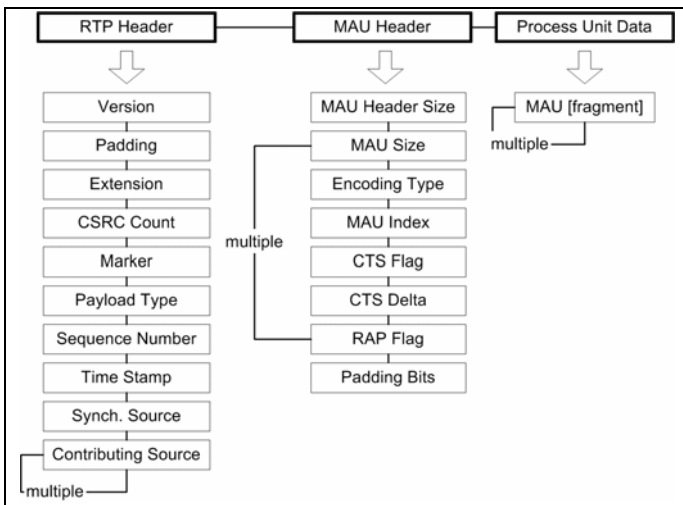 RTP Header
MAU Header
Process Unit Data
Version
Padding
Extension
CSRC Count
Marker
Payload Type
Sequence Number
Time Stamp
Synch. Source
Contributing Source
multiple
MAU Header Size
MAU Size
Encoding Type
MAU Index
CTS Flag
CTS Delta
RAP Flag
Padding Bits
multiple
MAU [fragment]
multiple